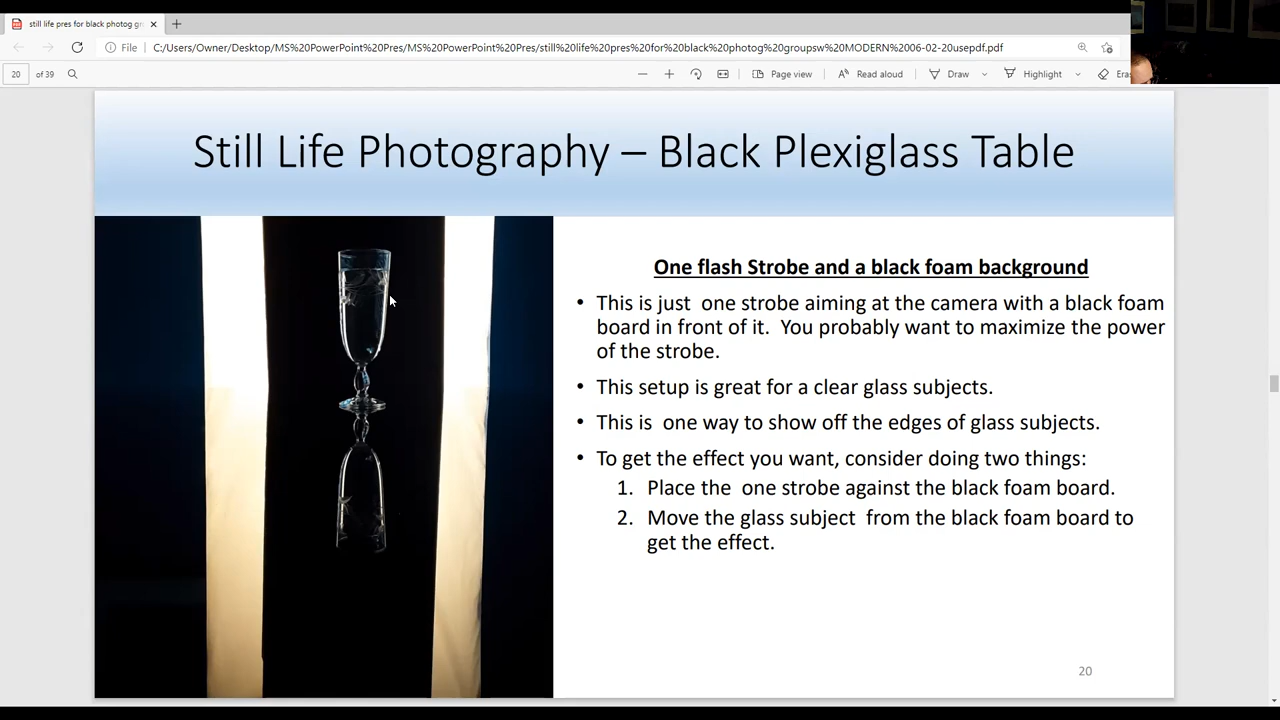 still life pres for black photog gr
File
C:/Users/Owner/Desktop/MS%20PowerPoint%20Pres/MS%20PowerPoint%20Pres/still%20life%20pres%20for%20black%20photog%20groupsw%20MODERN%2006-02-20usepdf.pdf
20 of 39
Page view
Read aloud
Draw
Highlight
Eras
Still Life Photography – Black Plexiglass Table
One flash Strobe and a black foam background
• This is just one strobe aiming at the camera with a black foam
board in front of it. You probably want to maximize the power
of the strobe.
• This setup is great for a clear glass subjects.
• This is one way to show off the edges of glass subjects.
• To get the effect you want, consider doing two things:
1. Place the one strobe against the black foam board.
2. Move the glass subject from the black foam board to
get the effect.
20